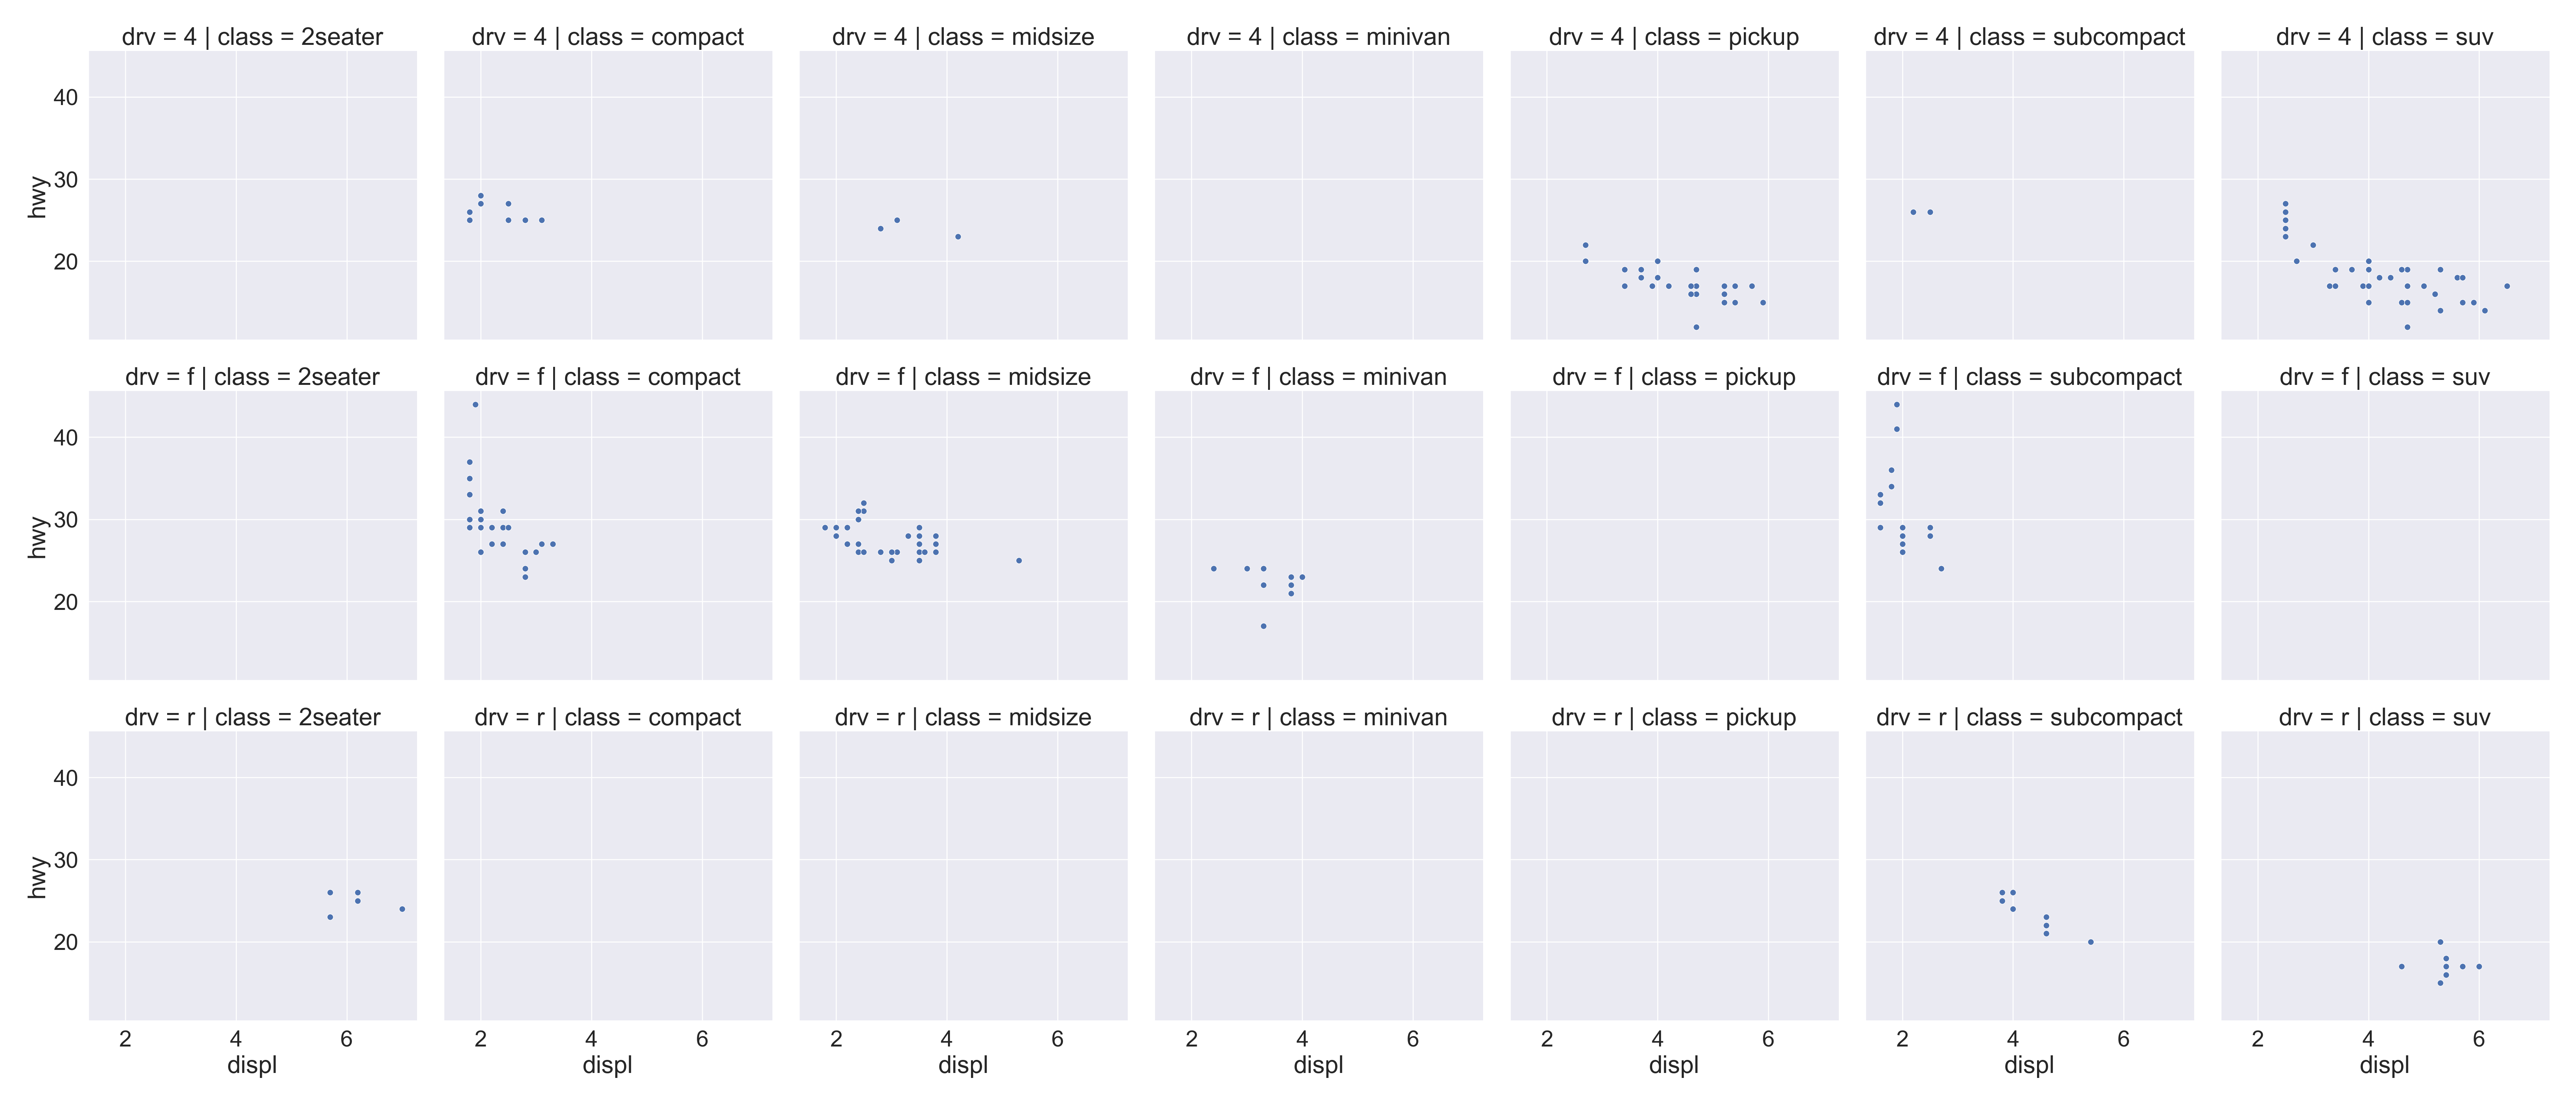 drv = 4 | class = 2seater
drv = 4 | class = compact
drv = 4 | class = midsize
drv = 4 | class = minivan
drv = 4 | class = pickup
drv = 4 | class = subcompact
drv = 4 | class = suv
40
30
20
hwy
drv = f | class = 2seater
drv = f | class = compact
drv = f | class = midsize
drv = f | class = minivan
drv = f | class = pickup
drv = f | class = subcompact
drv = f | class = suv
40
30
20
hwy
drv = r | class = 2seater
drv = r | class = compact
drv = r | class = midsize
drv = r | class = minivan
drv = r | class = pickup
drv = r | class = subcompact
drv = r | class = suv
40
30
20
hwy
2 4 6
2 4 6
2 4 6
2 4 6
2 4 6
2 4 6
2 4 6
displ
displ
displ
displ
displ
displ
displ